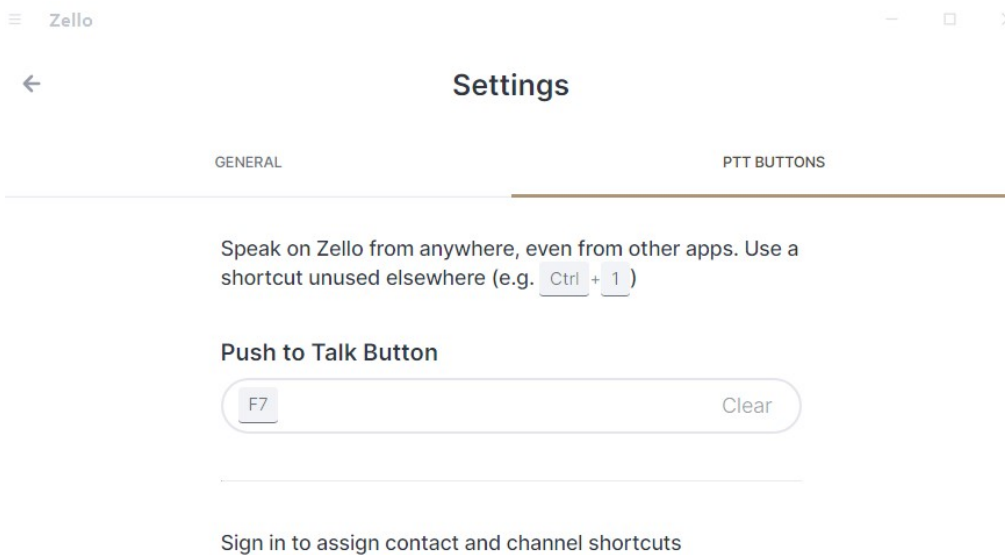 Zello
Settings
GENERAL
PTT BUTTONS
Speak on Zello from anywhere, even from other apps. Use a
shortcut unused elsewhere (e.g. Ctrl + 1 )
Push to Talk Button
F7
Clear
Sign in to assign contact and channel shortcuts